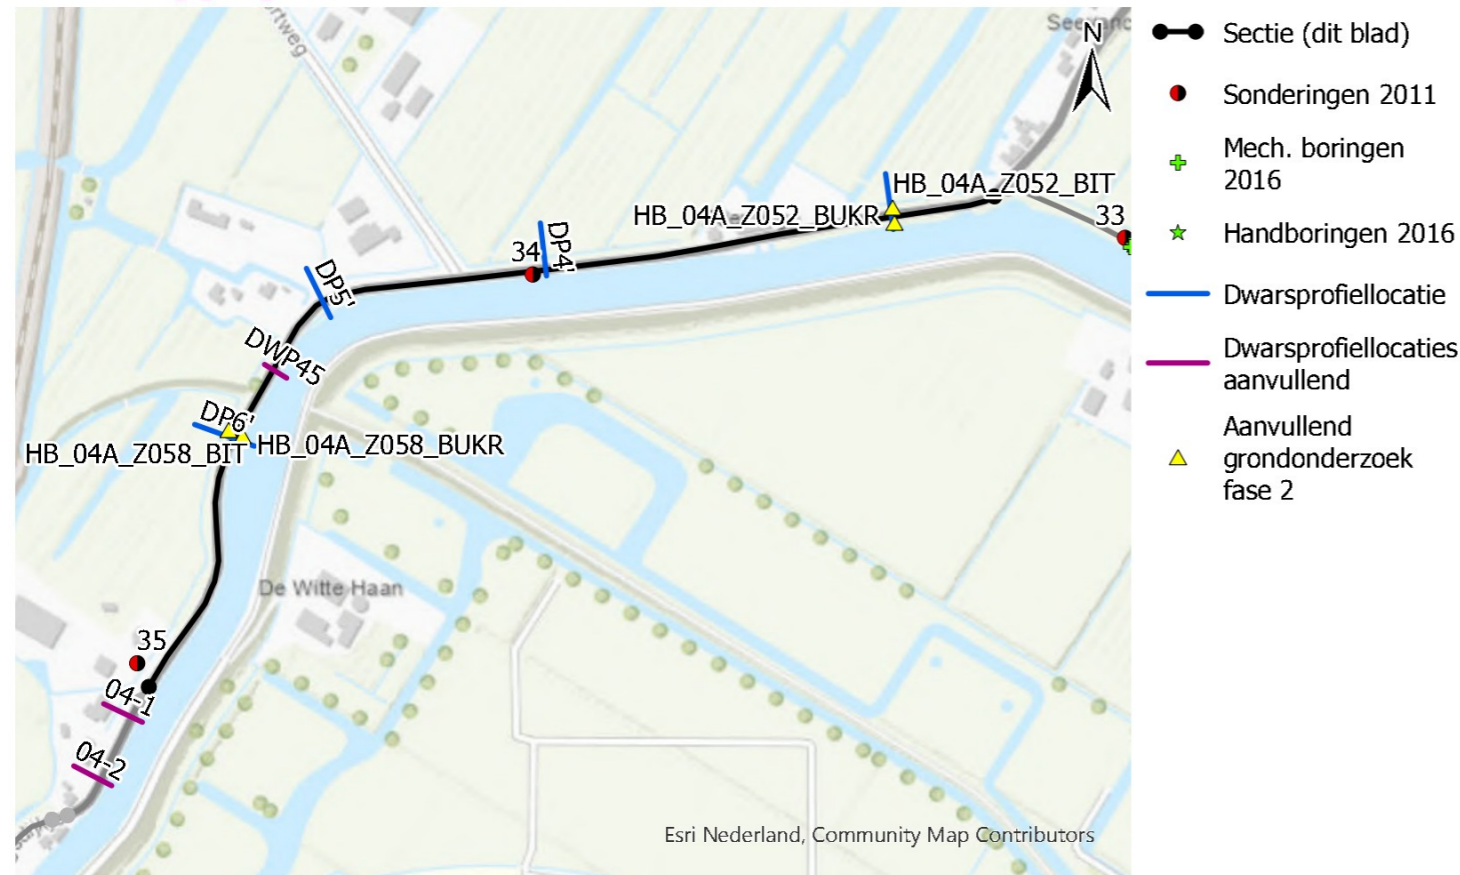 N
HB_04A_Z052_BIT
HB_04A_Z052_BUKR
33
34
DP4'
DP5'
DWP45
DP6'
HB_04A_Z058_BIT
HB_04A_Z058_BUKR
De Witte Haan
35
04-1
04-2
Esri Nederland, Community Map Contributors
Sectie (dit blad)
Sonderingen 2011
Mech. boringen
2016
Handboringen 2016
Dwarsprofiellocatie
Dwarsprofiellocaties
aanvullend
Aanvullend
grondonderzoek
fase 2